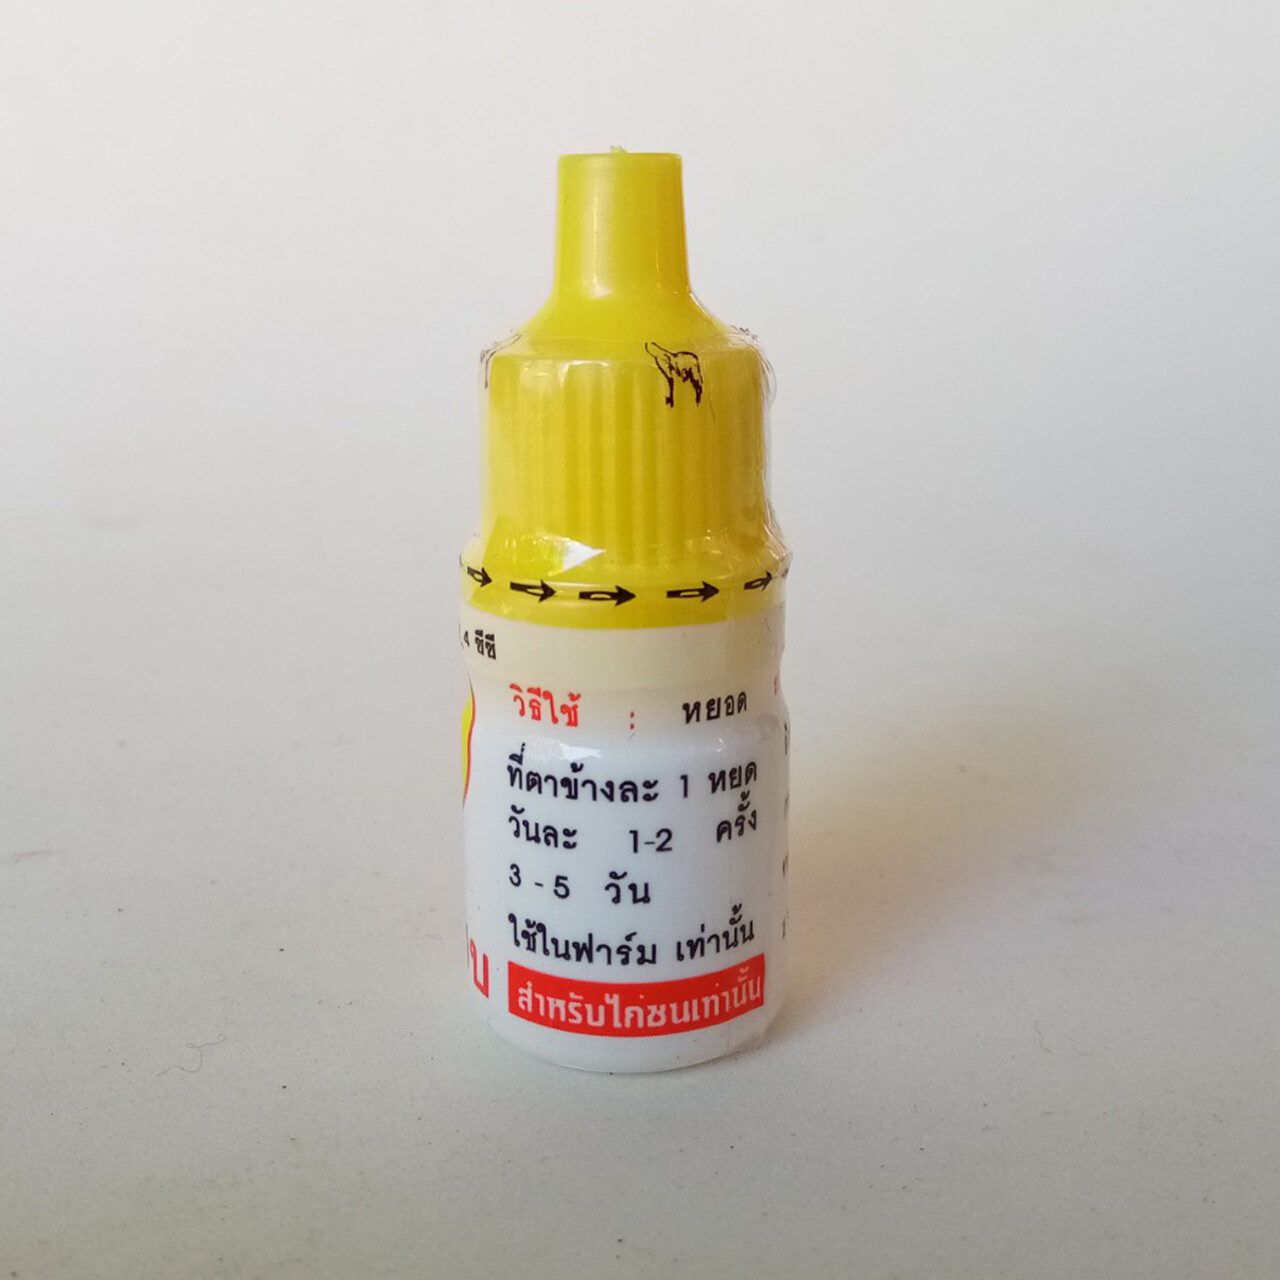 4 ซีซี
วิธีใช้ : หยอด
ที่ตาข้างละ 1 หยด
วันละ 1-2 ครั้ง
3 - 5 วัน
ใช้ในฟาร์ม เท่านั้น
สำหรับไก่ชนเท่านั้น